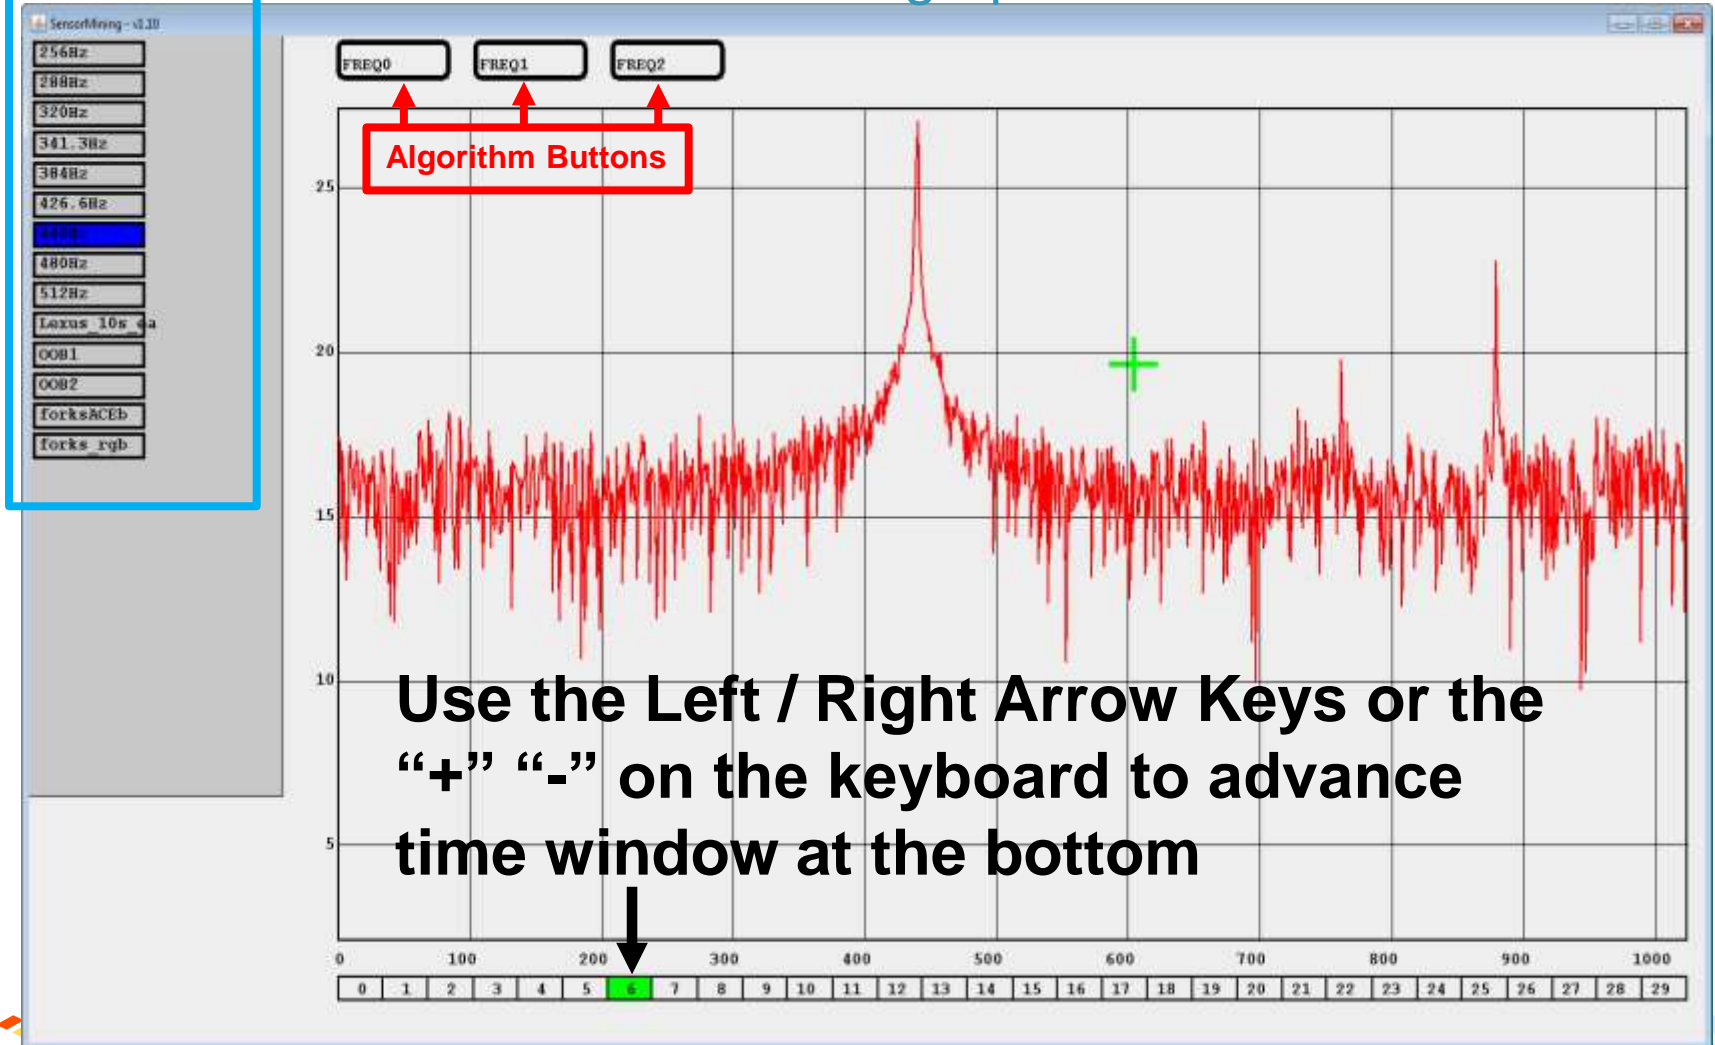 SensorMining - v1.10
256Hz
288Hz
320Hz
341.3Hz
384Hz
426.6Hz
480Hz
512Hz
Lexus_10s_
OOB1
OOB2
forksACEb
forks_rgb
FREQ0 FREQ1 FREQ2
Algorithm Buttons
25
20
15
10
5
Use the Left / Right Arrow Keys or the
“+” “-” on the keyboard to advance
time window at the bottom
0 100 200 300 400 500 600 700 800 900 1000
0 1 2 3 4 5 6 7 8 9 10 11 12 13 14 15 16 17 18 19 20 21 22 23 24 25 26 27 28 29